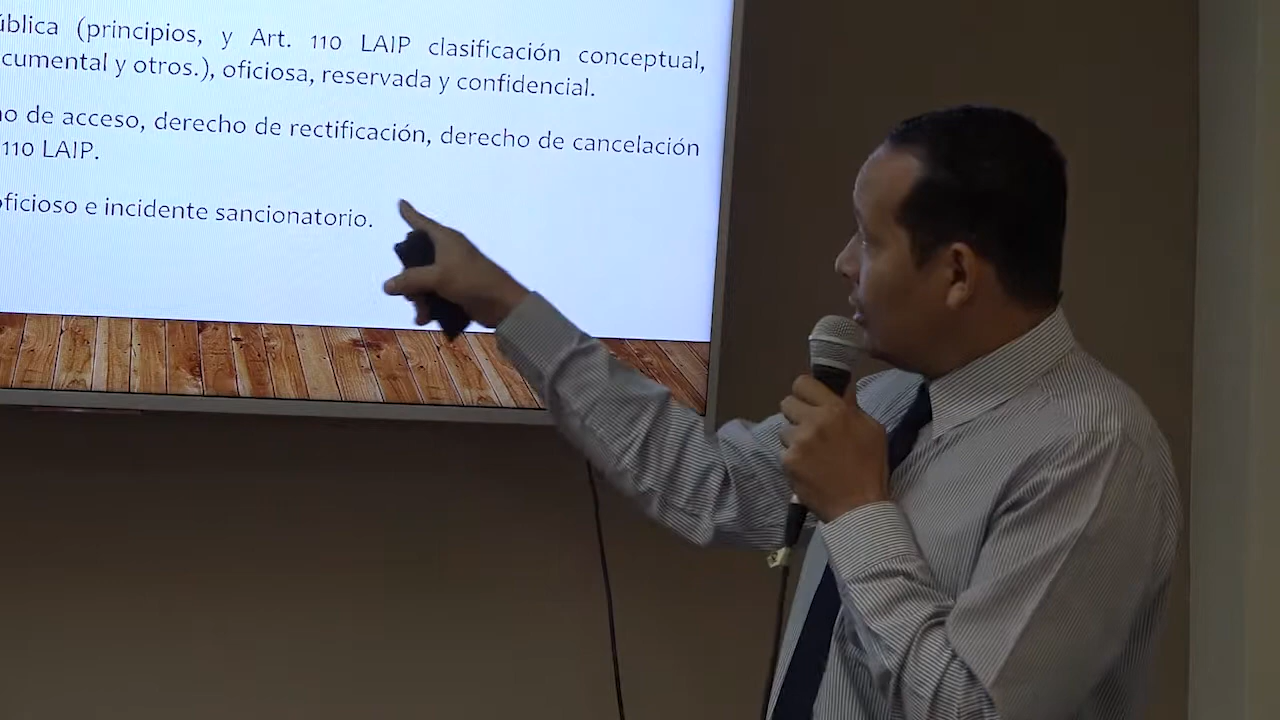 ública (principios, y Art. 110 LAIP clasificación conceptual,
cumental y otros.), oficiosa, reservada y confidencial.
o de acceso, derecho de rectificación, derecho de cancelación
110 LAIP.
oficioso e incidente sancionatorio.